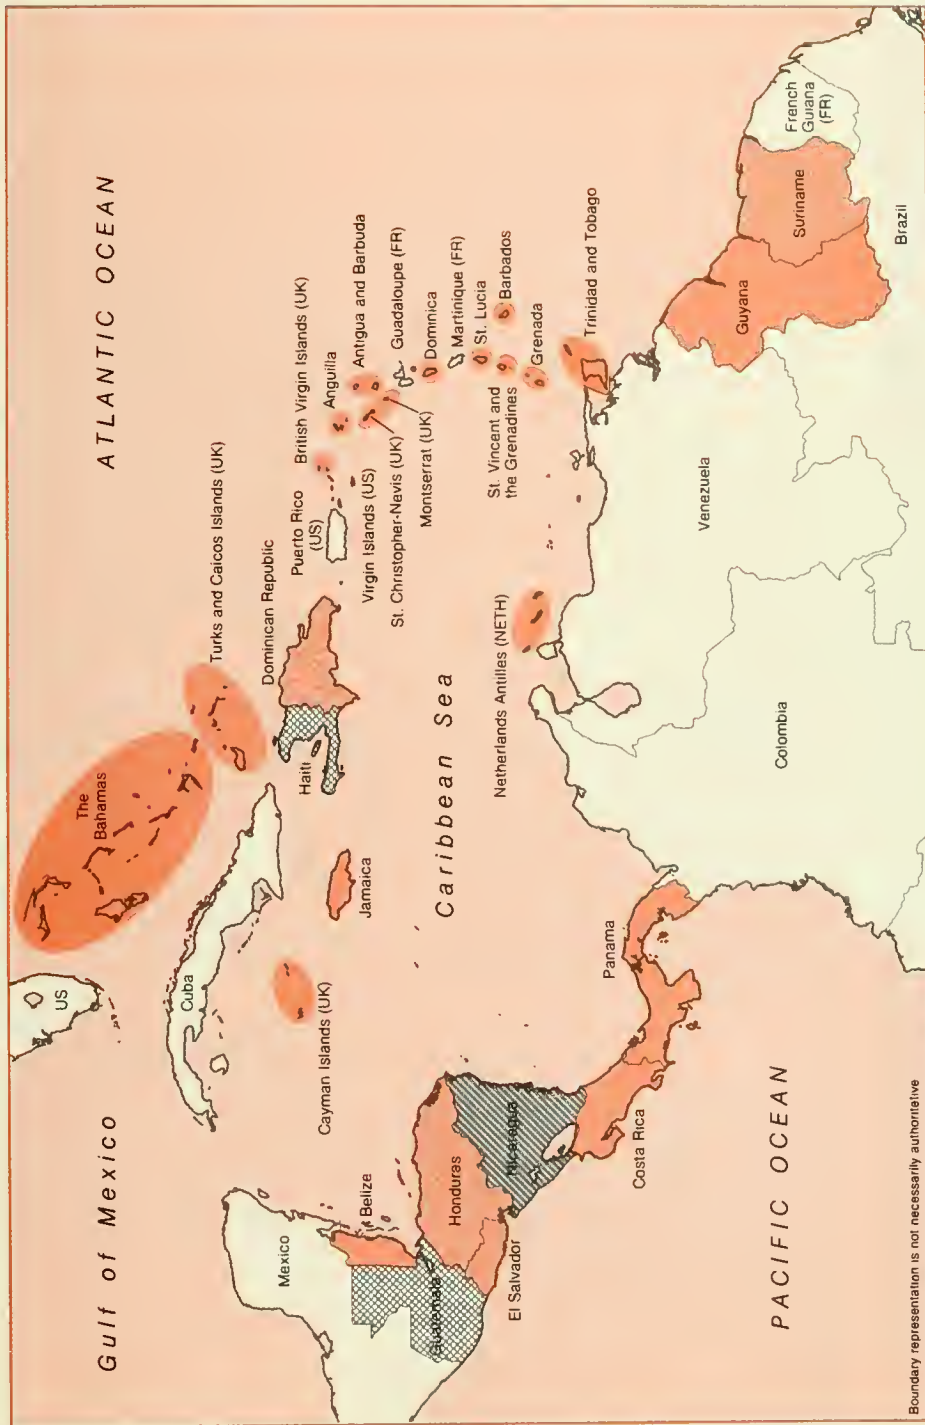 Gulf of Mexico
ATLANTIC OCEAN
US
The
Bahamas
Turks and Caicos Islands (UK)
Cuba
Cayman Islands (UK)
Jamaica
Haiti
Dominican Republic
Puerto Rico
(US)
British Virgin Islands (UK)
Virgin Islands (US)
Anguilla
St. Christopher-Nevis (UK)
Antigua and Barbuda
Montserrat (UK)
Guadaloupe (FR)
Dominica
Martinique (FR)
St. Lucia
St. Vincent and
the Grenadines
Barbados
Grenada
Trinidad and Tobago
Caribbean Sea
Netherlands Antilles (NETH)
Mexico
Belize
Guatemala
Honduras
El Salvador
Nicaragua
Costa Rica
Panama
Colombia
Venezuela
Guyana
Suriname
French
Guiana
(FR)
Brazil
PACIFIC OCEAN
Boundary representation is not necessarily authoritative